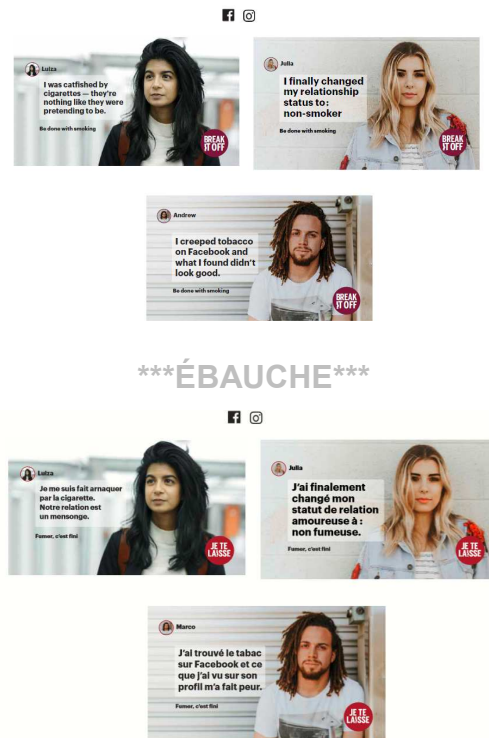 Luiza
I was catfished by
cigarettes — they're
nothing like they were
pretending to be.
Be done with smoking
BREAK
IT OFF
Julia
I finally changed
my relationship
status to:
non-smoker
Be done with smoking
BREAK
IT OFF
Andrew
I creeped tobacco
on Facebook and
what I found didn't
look good.
Be done with smoking
BREAK
IT OFF
***ÉBAUCHE***
Luiza
Je me suis fait arnaquer
par la cigarette.
Notre relation est
un mensonge.
Fumer, c'est fini
JE TE
LAISSE
Julia
J'ai finalement
changé mon
statut de relation
amoureuse à :
non fumeuse.
Fumer, c'est fini
JE TE
LAISSE
Marco
J'ai trouvé le tabac
sur Facebook et ce
que j'ai vu sur son
profil m'a fait peur.
Fumer, c'est fini
JE TE
LAISSE